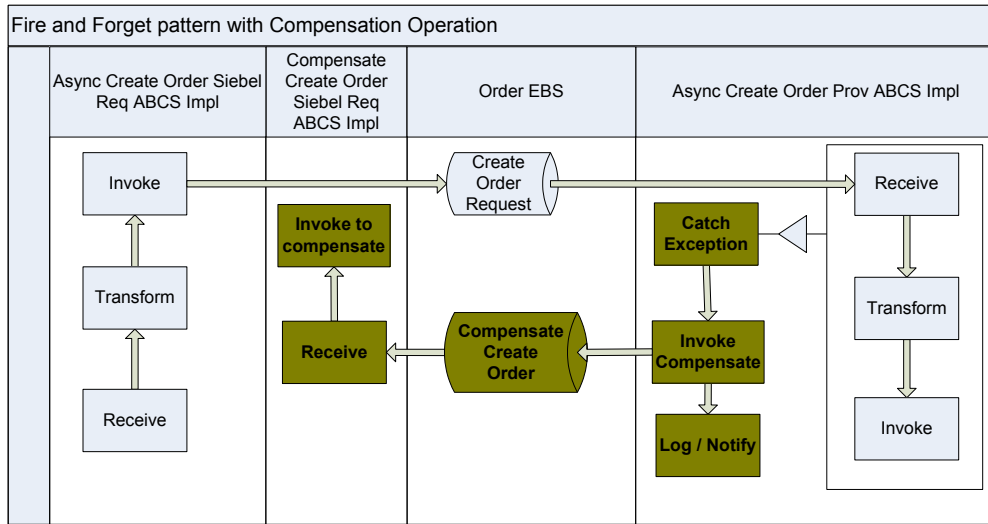 Fire and Forget pattern with Compensation Operation
Async Create Order Siebel
Req ABCS Impl
Compensate
Create Order
Siebel Req
ABCS Impl
Order EBS
Async Create Order Prov ABCS Impl
Invoke
Transform
Receive
Invoke to
compensate
Receive
Create
Order
Request
Compensate
Create
Order
Catch
Exception
Invoke
Compensate
Log / Notify
Receive
Transform
Invoke